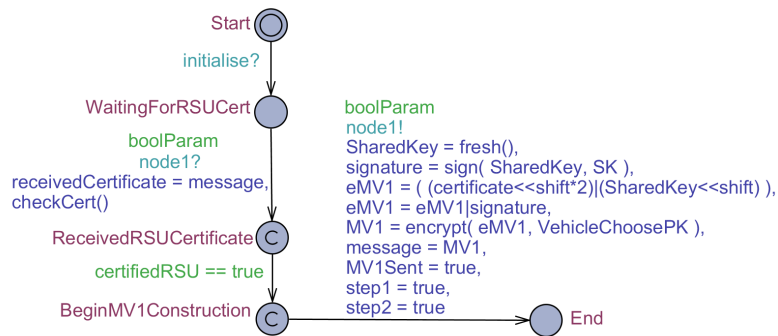 Start
initialise?
WaitingForRSUCert
boolParam
node1?
receivedCertificate = message,
checkCert()
ReceivedRSUCertificate
C
certifiedRSU == true
BeginMV1Construction
C
boolParam
node1!
SharedKey = fresh(),
signature = sign( SharedKey, SK ),
eMV1 = ( (certificate<<shift*2)|(SharedKey<<shift) ),
eMV1 = eMV1|signature,
MV1 = encrypt( eMV1, VehicleChoosePK ),
message = MV1,
MV1Sent = true,
step1 = true,
step2 = true
End